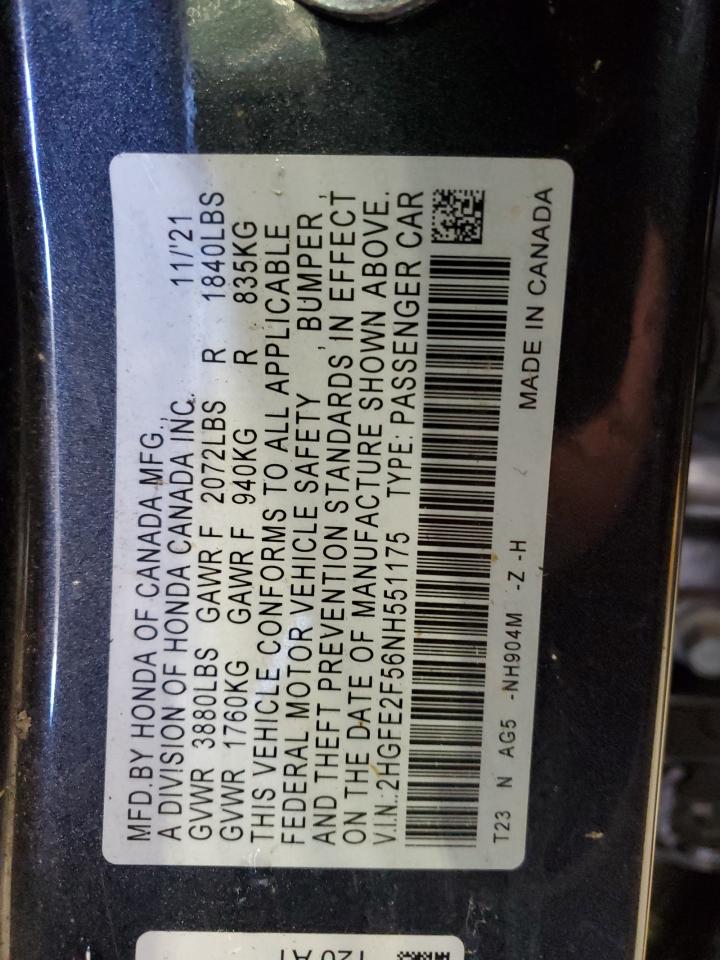 MFD.BY HONDA OF CANADA MFG.,
A DIVISION OF HONDA CANADA INC. 11/'21
GVWR 3880LBS GAWR F 2072LBS R 1840LBS
GVWR 1760KG GAWR F 940KG R 835KG
THIS VEHICLE CONFORMS TO ALL APPLICABLE
FEDERAL MOTOR VEHICLE SAFETY , BUMPER ,
AND THEFT PREVENTION STANDARDS IN EFFECT
ON THE DATE OF MANUFACTURE SHOWN ABOVE.
V.I.N.:2HGFE2F56NH551175 TYPE: PASSENGER CAR
T23 N AG5 -NH904M -Z -H
MADE IN CANADA